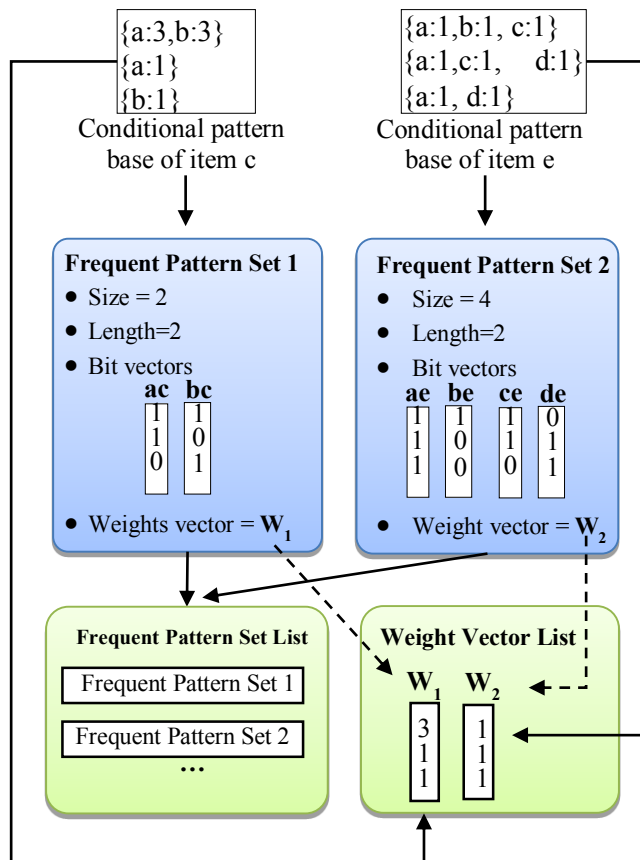 {a:3,b:3}
{a:1}
{b:1}
Conditional pattern
base of item c
{a:1,b:1, c:1}
{a:1,c:1, d:1}
{a:1, d:1}
Conditional pattern
base of item e
Frequent Pattern Set 1
• Size = 2
• Length=2
• Bit vectors
ac bc
1 1
1 0
0 1
• Weights vector = W1
Frequent Pattern Set 2
• Size = 4
• Length=2
• Bit vectors
ae be ce de
1 1 1 0
1 0 1 1
1 0 0 1
• Weight vector = W2
Frequent Pattern Set List
Frequent Pattern Set 1
Frequent Pattern Set 2
...
Weight Vector List
W1 W2
3 1
1 1
1 1